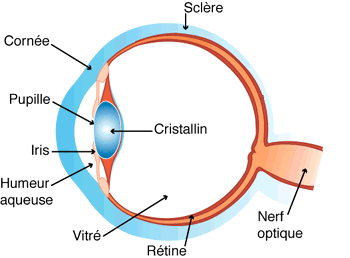 Sclère
Cornée
Pupille
Cristallin
Iris
Humeur
aqueuse
Vitré
Rétine
Nerf
optique